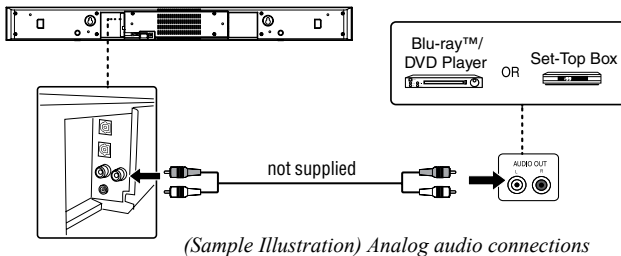 Blu-ray™/
DVD Player
OR
Set-Top Box
not supplied
AUDIO OUT
L R
(Sample Illustration) Analog audio connections